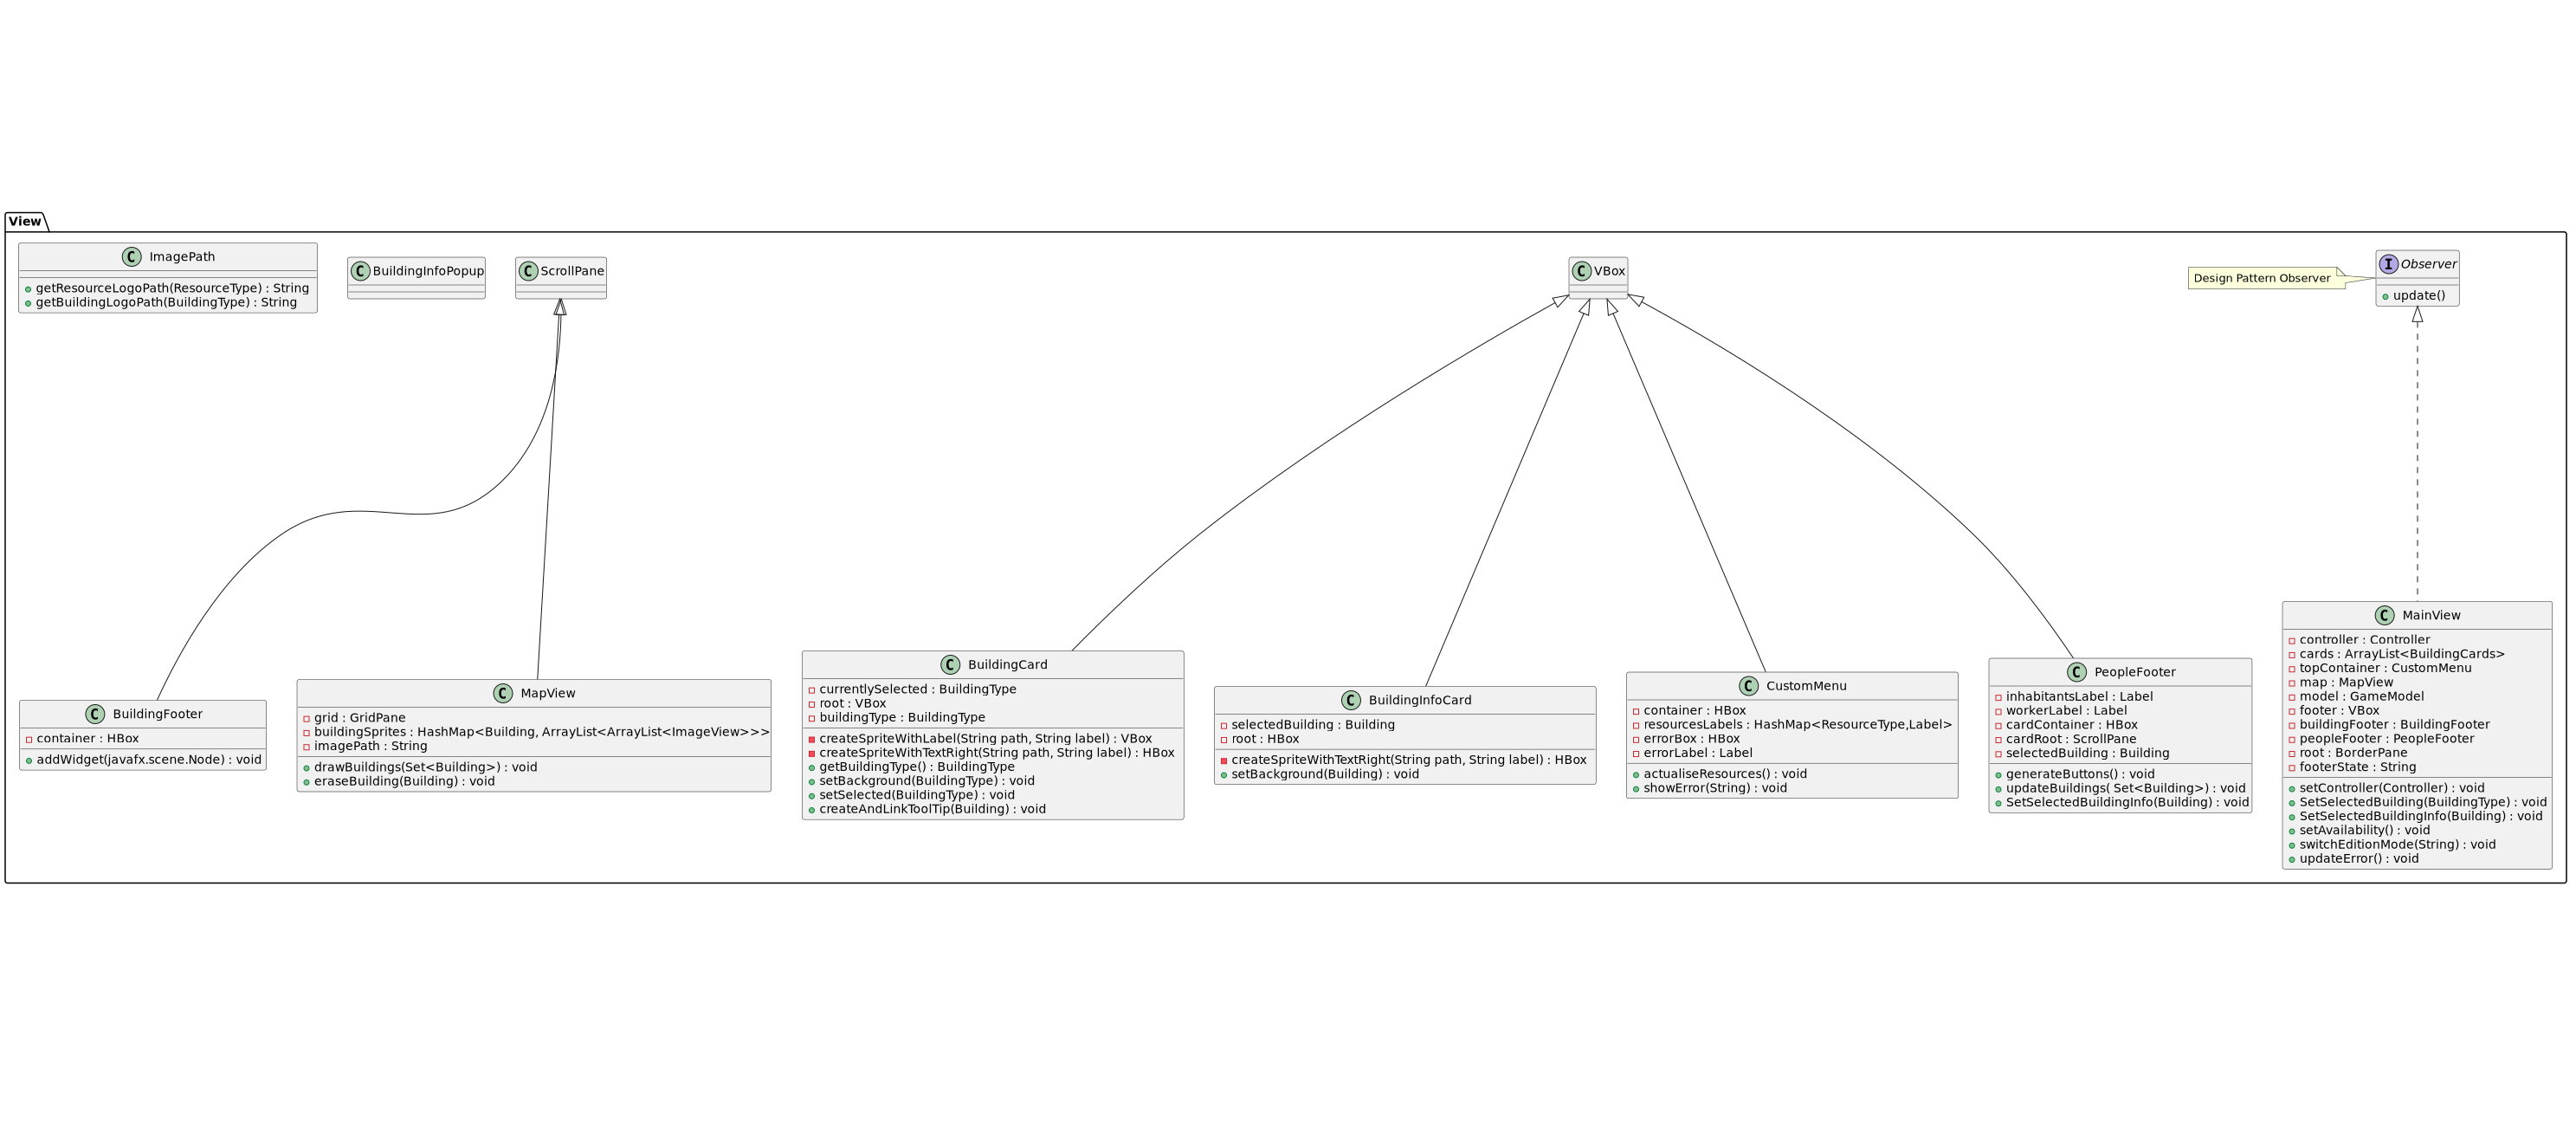 View
C ImagePath
getResourceLogoPath(ResourceType) : String
getBuildingLogoPath(BuildingType) : String
C BuildingInfoPopup
C ScrollPane
C VBox
Design Pattern Observer
I Observer
update()
C BuildingFooter
container : HBox
addWidget(javafx.scene.Node) : void
C MapView
grid : GridPane
buildingSprites : HashMap<Building, ArrayList<ArrayList<ImageView>>>
imagePath : String
drawBuildings(Set<Building>) : void
eraseBuilding(Building) : void
C BuildingCard
currentlySelected : BuildingType
root : VBox
buildingType : BuildingType
createSpriteWithLabel(String path, String label) : VBox
createSpriteWithTextRight(String path, String label) : HBox
getBuildingType() : BuildingType
setBackground(BuildingType) : void
setSelected(BuildingType) : void
createAndLinkToolTip(Building) : void
C BuildingInfoCard
selectedBuilding : Building
root : HBox
createSpriteWithTextRight(String path, String label) : HBox
setBackground(Building) : void
C CustomMenu
container : HBox
resourcesLabels : HashMap<ResourceType,Label>
errorBox : HBox
errorLabel : Label
actualiseResources() : void
showError(String) : void
C PeopleFooter
inhabitantsLabel : Label
workerLabel : Label
cardContainer : HBox
cardRoot : ScrollPane
selectedBuilding : Building
generateButtons() : void
updateBuildings( Set<Building>) : void
SetSelectedBuildingInfo(Building) : void
C MainView
controller : Controller
cards : ArrayList<BuildingCards>
topContainer : CustomMenu
map : MapView
model : GameModel
footer : VBox
buildingFooter : BuildingFooter
peopleFooter : PeopleFooter
root : BorderPane
footerState : String
setController(Controller) : void
SetSelectedBuilding(BuildingType) : void
SetSelectedBuildingInfo(Building) : void
setAvailability() : void
switchEditionMode(String) : void
updateError() : void